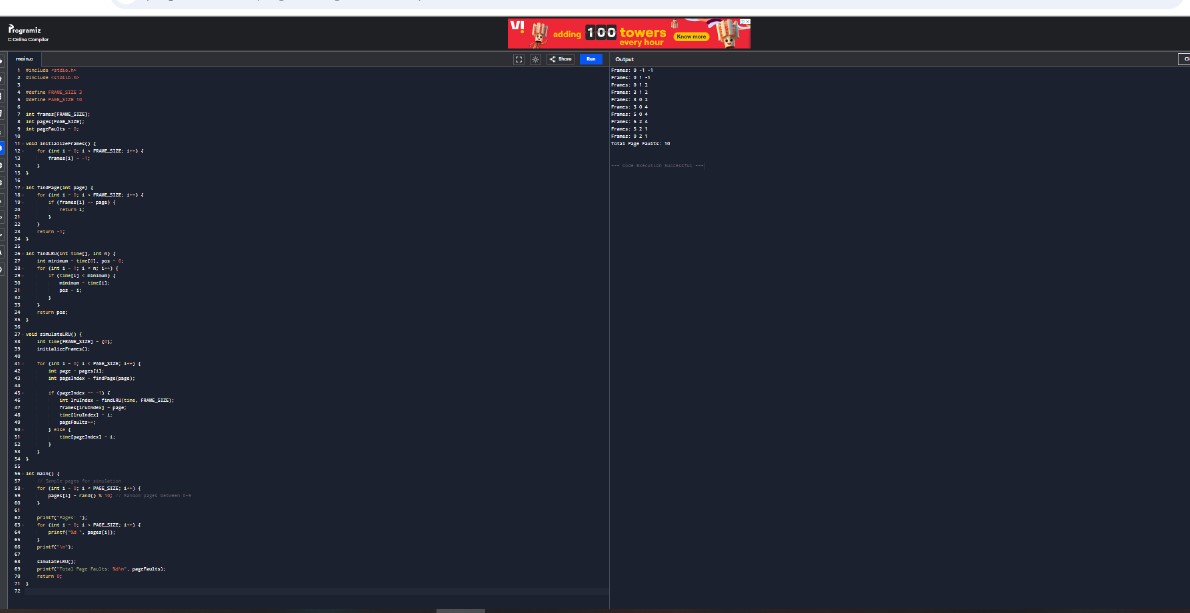 Programiz
C Online Compiler
V!
adding 100 towers
every hour
Know more
main.c
Share
Run
Output
1 #include <stdio.h>
2
3
4 #define FRAME_SIZE 3
5 #define PAGE_SIZE 10
6
7 int frames[FRAME_SIZE];
8 int pages[PAGE_SIZE];
9 int pageFaults = 0;
10
11 void initializeFrames() {
12 for (int i = 0; i < FRAME_SIZE; i++) {
13 frames[i] = -1;
14 }
15 }
16
17 int findPage(int page) {
18 for (int i = 0; i < FRAME_SIZE; i++) {
19 if (frames[i] == page) {
20 return i;
21 }
22 }
23 return -1;
24 }
25
26 int findLRU(int time[], int n) {
27 int minimum = time[0], pos = 0;
28 for (int i = 1; i < n; i++) {
29 if (time[i] < minimum) {
30 minimum = time[i];
31 pos = i;
32 }
33 }
34 return pos;
35 }
36
37 void simulateLRU() {
38 int time[FRAME_SIZE] = {0};
39 initializeFrames();
40
41 for (int i = 0; i < PAGE_SIZE; i++) {
42 int page = pages[i];
43 int pageIndex = findPage(page);
44
45 if (pageIndex == -1) {
46 int lruIndex = findLRU(time, FRAME_SIZE);
47 frames[lruIndex] = page;
48 time[lruIndex] = i;
49 pageFaults++;
50 } else {
51 time[pageIndex] = i;
52 }
53 }
54 }
55
56 int main() {
57 // Sample pages for simulation
58 for (int i = 0; i < PAGE_SIZE; i++) {
59 pages[i] = rand() % 10; // Random pages between 0-9
60 }
61
62 printf("Pages: ");
63 for (int i = 0; i < PAGE_SIZE; i++) {
64 printf("%d ", pages[i]);
65 }
66 printf("\n");
67
68 simulateLRU();
69 printf("Total Page Faults: %d\n", pageFaults);
70 return 0;
71 }
72
Frames: -1 -1
Frames: 1 -1
Frames: 1 2
Frames: 1 2
Frames: 0 2
Frames: 0 4
Frames: 0 4
Frames: 2 4
Frames: 2 1
Frames: 2 1
Total Page Faults: 10
=== Code Execution Successful ===